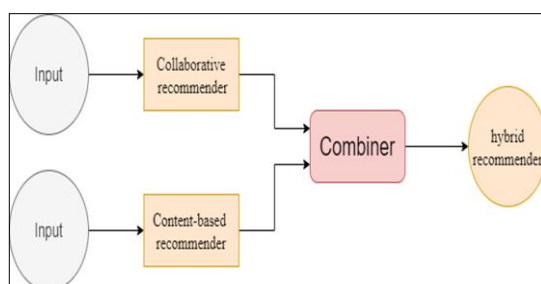 Input
Collaborative
recommender
Combiner
hybrid
recommender
Input
Content-based
recommender